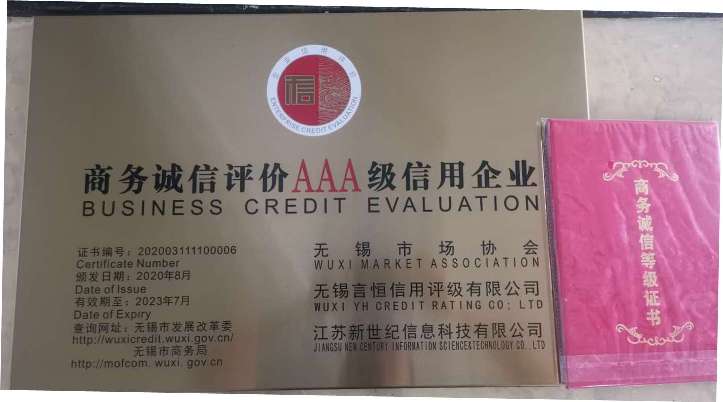 企业信用评价
信
ENTERPRISE CREDIT EVALUATION
商务诚信评价AAA级信用企业
BUSINESS CREDIT EVALUATION
证书编号：202003111100006
Certificate Number
颁发日期：2020年8月
Date of Issue
有效期至：2023年7月
Date of Expiry
查询网址：无锡市发展改革委
http://wuxicredit.wuxi.gov.cn/
无锡市商务局
http://mofcom.wuxi.gov.cn
无锡市场协会
WUXI MARKET ASSOCIATION
无锡言恒信用评级有限公司
WUXI YH CREDIT RATING CO; LTD
江苏新世纪信息科技有限公司
JIANGSU NEW CENTURY INFORMATION SCIENCE&TECHNOLOGY CO.,LTD
商务诚信等级证书